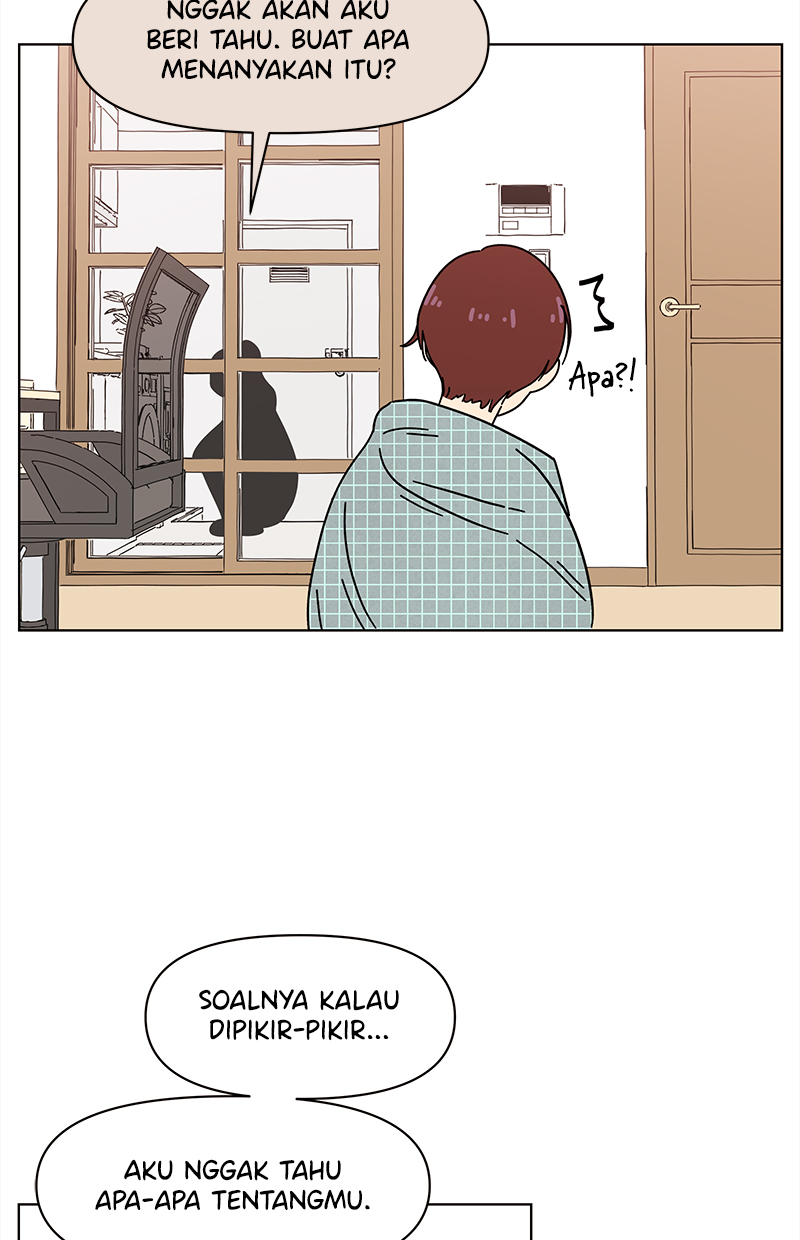 NGGAK AKAN AKU
BERI TAHU. BUAT APA
MENANYAKAN ITU?
Apa?!
SOALNYA KALAU
DIPIKIR-PIKIR...
AKU NGGAK TAHU
APA-APA TENTANGMU.